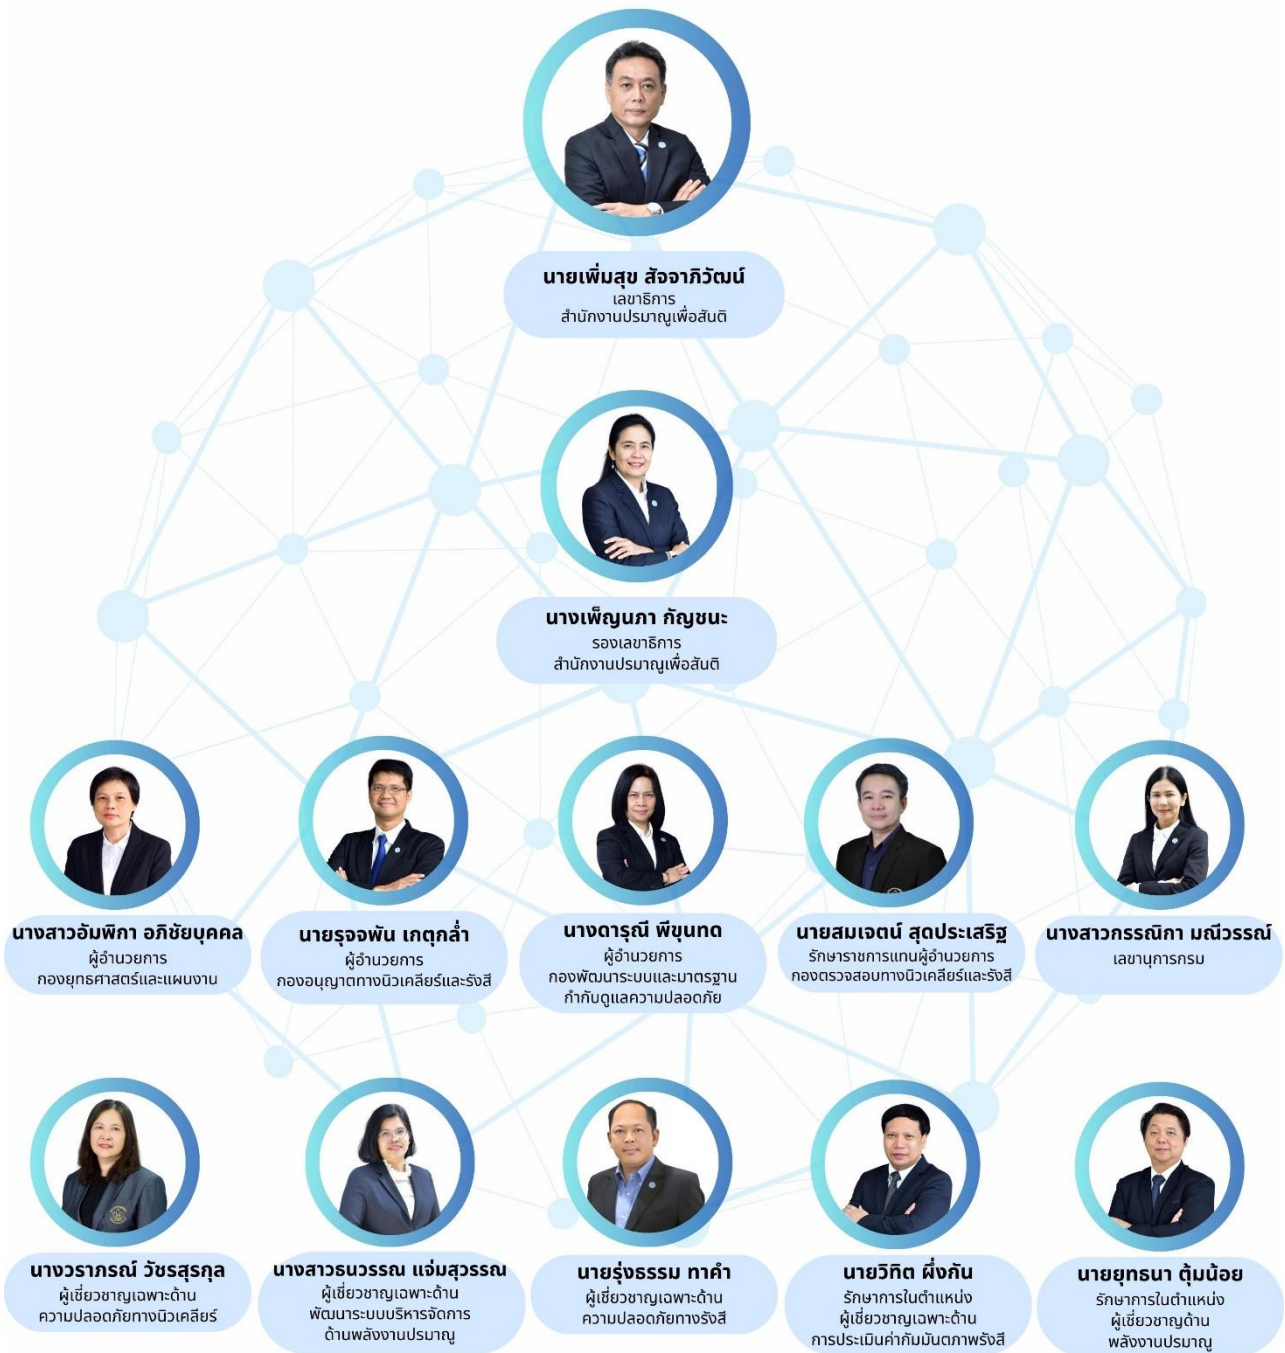 นายเพิ่มสุข สัจจาภิวัฒน์
เลขาธิการ
สำนักงานปรมาณูเพื่อสันติ
นางเพ็ญนภา กัญชนะ
รองเลขาธิการ
สำนักงานปรมาณูเพื่อสันติ
นางสาวอัมพิกา อภิชัยบุคคล
ผู้อำนวยการ
กองยุทธศาสตร์และแผนงาน
นายรุจจพัน เกตุกล่ำ
ผู้อำนวยการ
กองอนุญาตทางนิวเคลียร์และรังสี
นางดารุณี พีขุนทด
ผู้อำนวยการ
กองพัฒนาระบบและมาตรฐาน
กำกับดูแลความปลอดภัย
นายสมเจตน์ สุดประเสริฐ
รักษาราชการแทนผู้อำนวยการ
กองตรวจสอบทางนิวเคลียร์และรังสี
นางสาวกรรณิกา มณีวรรณ์
เลขานุการกรม
นางวราภรณ์ วัชรสุรกุล
ผู้เชี่ยวชาญเฉพาะด้าน
ความปลอดภัยทางนิวเคลียร์
นางสาวธนวรรณ แจ่มสุวรรณ
ผู้เชี่ยวชาญเฉพาะด้าน
พัฒนาระบบบริหารจัดการ
ด้านพลังงานปรมาณู
นายรุ่งธรรม ทาคำ
ผู้เชี่ยวชาญเฉพาะด้าน
ความปลอดภัยทางรังสี
นายวิทิต ผึ่งกัน
รักษาการในตำแหน่ง
ผู้เชี่ยวชาญเฉพาะด้าน
การประเมินค่ากัมมันตภาพรังสี
นายยุทธนา ตุ้มน้อย
รักษาการในตำแหน่ง
ผู้เชี่ยวชาญด้าน
พลังงานปรมาณู